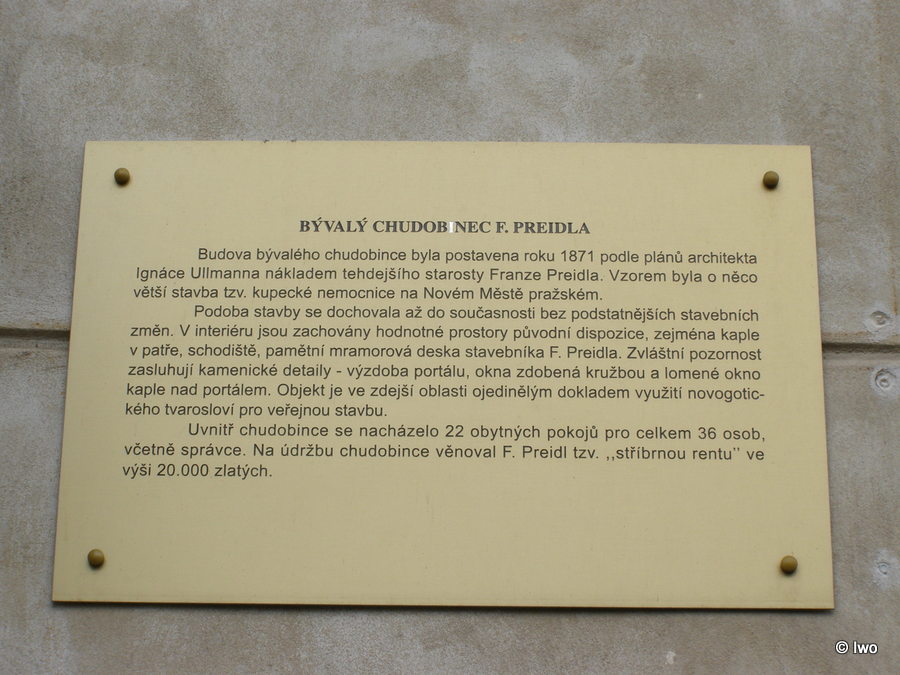 BÝVALÝ CHUDOBINEC F. PREIDLA
Budova bývalého chudobince byla postavena roku 1871 podle plánů architekta
Ignáce Ullmanna nákladem tehdejšího starosty Franze Preidla. Vzorem byla o něco
větší stavba tzv. kupecké nemocnice na Novém Městě pražském.
Podoba stavby se dochovala až do současnosti bez podstatnějších stavebních
změn. V interiéru jsou zachovány hodnotné prostory původní dispozice, zejména kaple
v patře, schodiště, pamětní mramorová deska stavebníka F. Preidla. Zvláštní pozornost
zasluhují kamenické detaily - výzdoba portálu, okna zdobená kružbou a lomené okno
kaple nad portálem. Objekt je ve zdejší oblasti ojedinělým dokladem využití novogotic-
kého tvarosloví pro veřejnou stavbu.
Uvnitř chudobince se nacházelo 22 obytných pokojů pro celkem 36 osob,
včetně správce. Na údržbu chudobince věnoval F. Preidl tzv. ,,stříbrnou rentu'' ve
výši 20.000 zlatých.
© Iwo